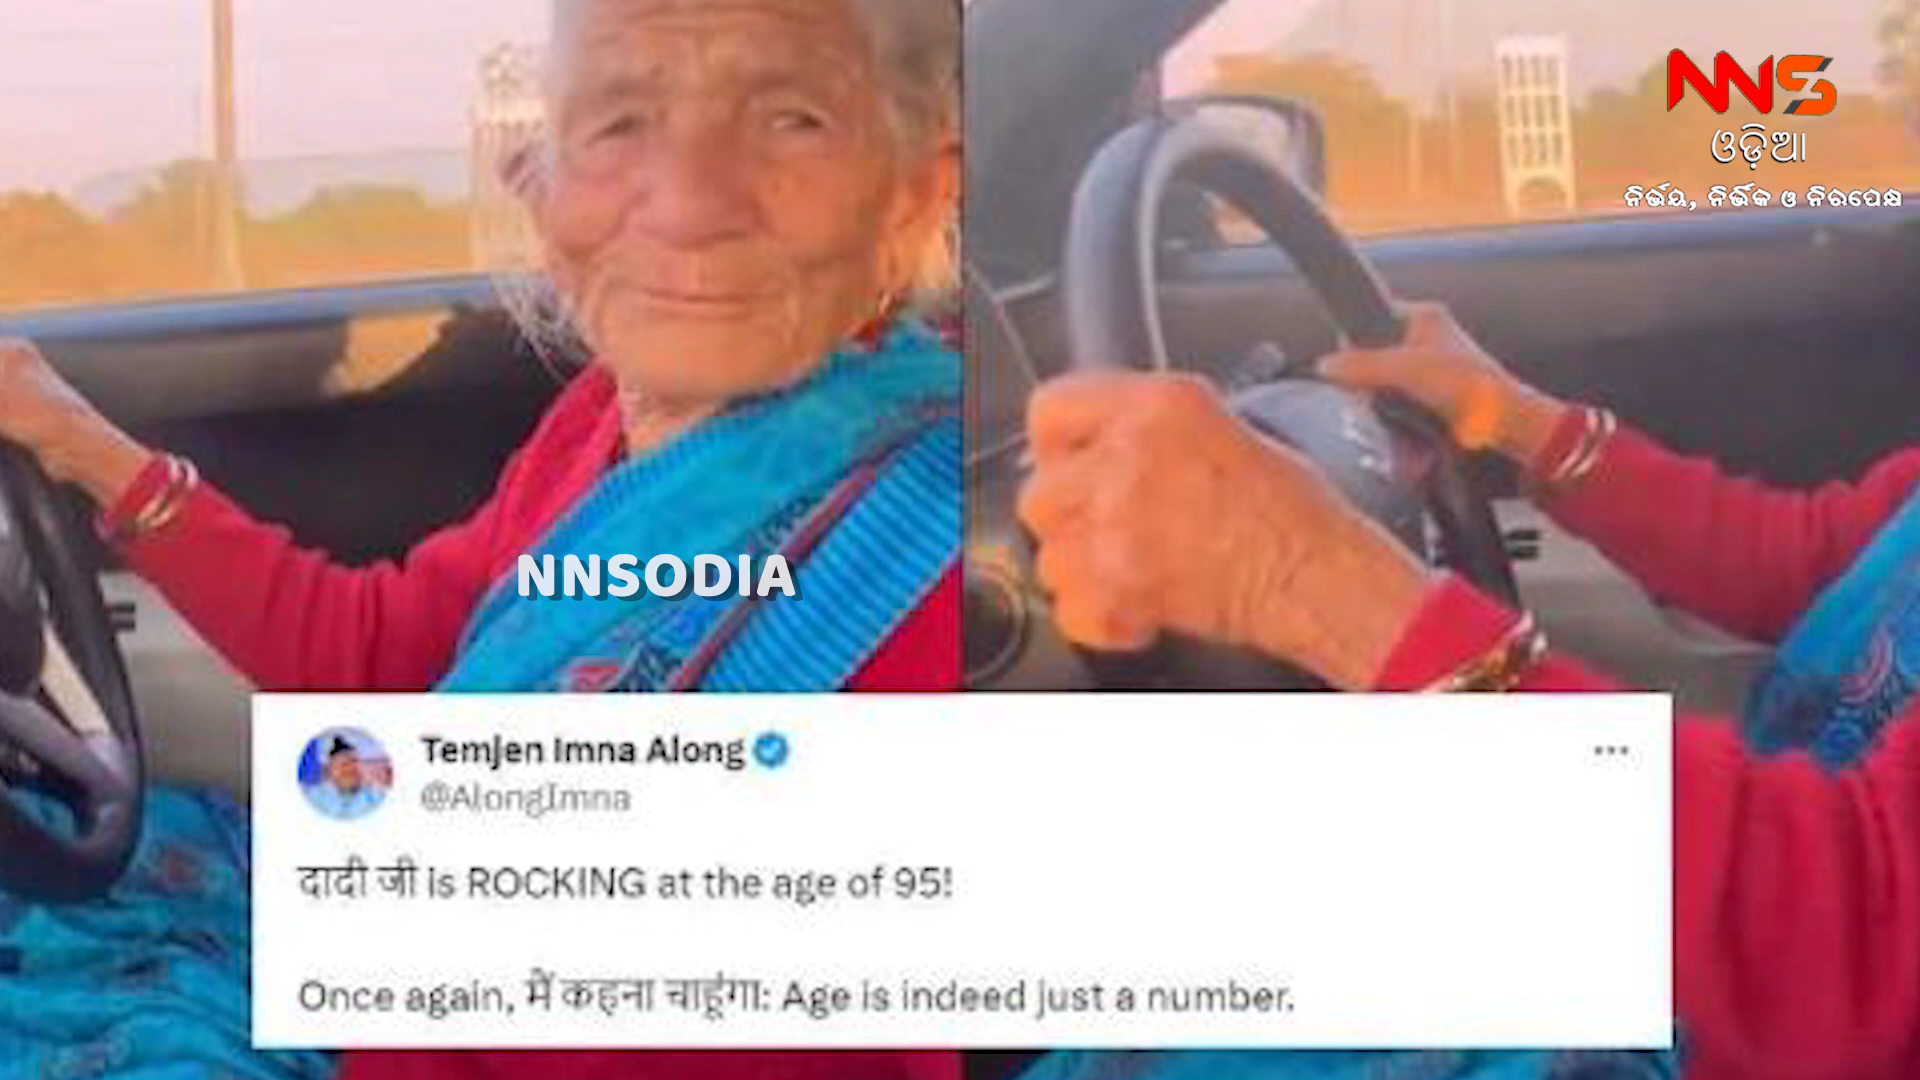 NNS
ଓଡ଼ିଆ
ନିର୍ଭୟ, ନିର୍ଭିକ ଓ ନିରପେକ୍ଷ
NNSODIA
Temjen Imna Along
@AlongImna
दादी जी is ROCKING at the age of 95!
Once again, में कहना चाहूंगा: Age is indeed just a number.